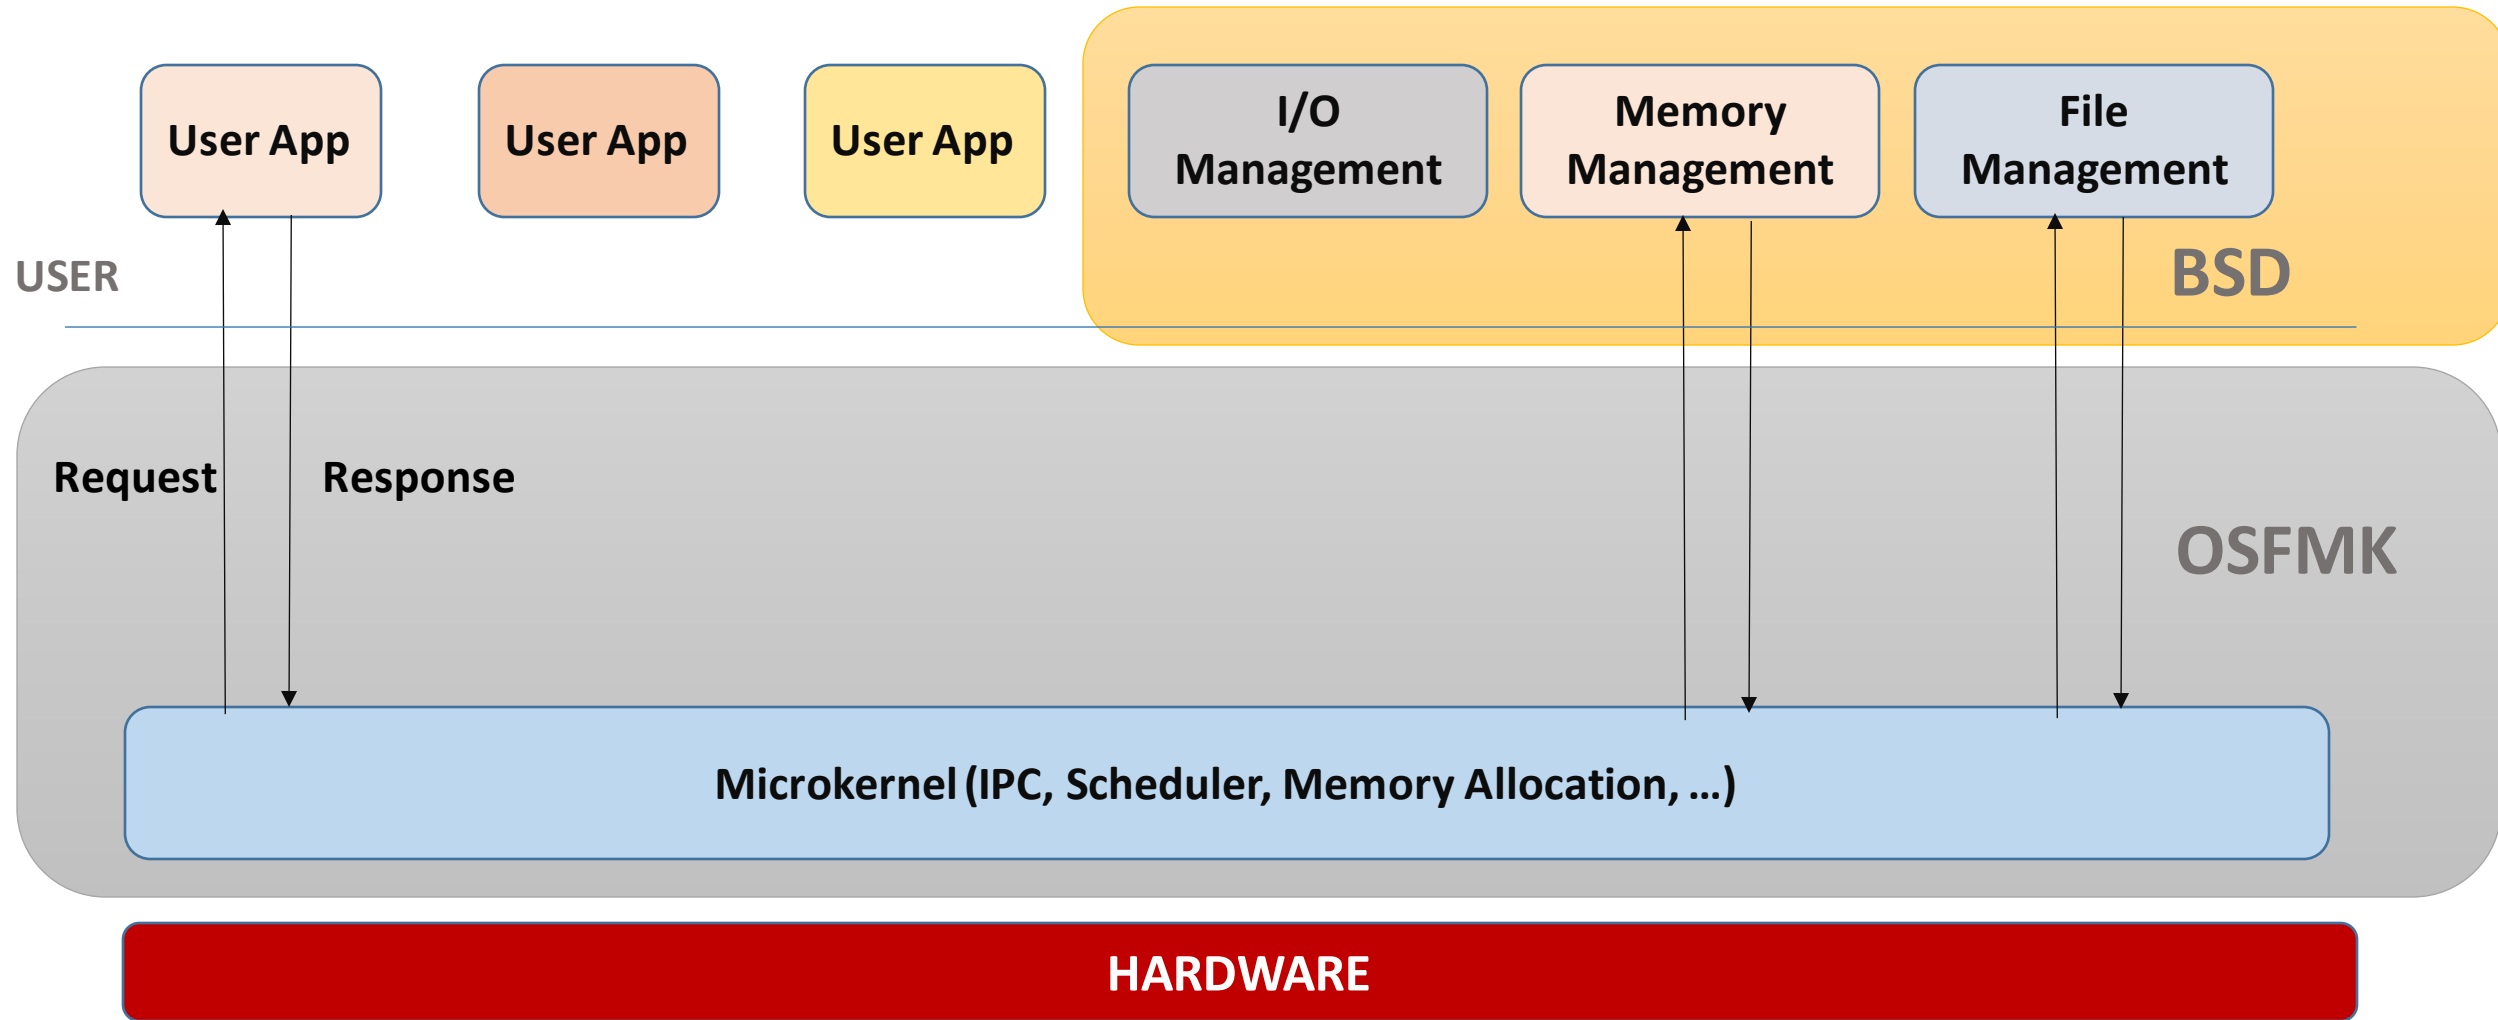 User App
User App
User App
I/O
Management
Memory
Management
File
Management
USER
BSD
Request
Response
OSFMK
Microkernel (IPC, Scheduler, Memory Allocation, ...)
HARDWARE